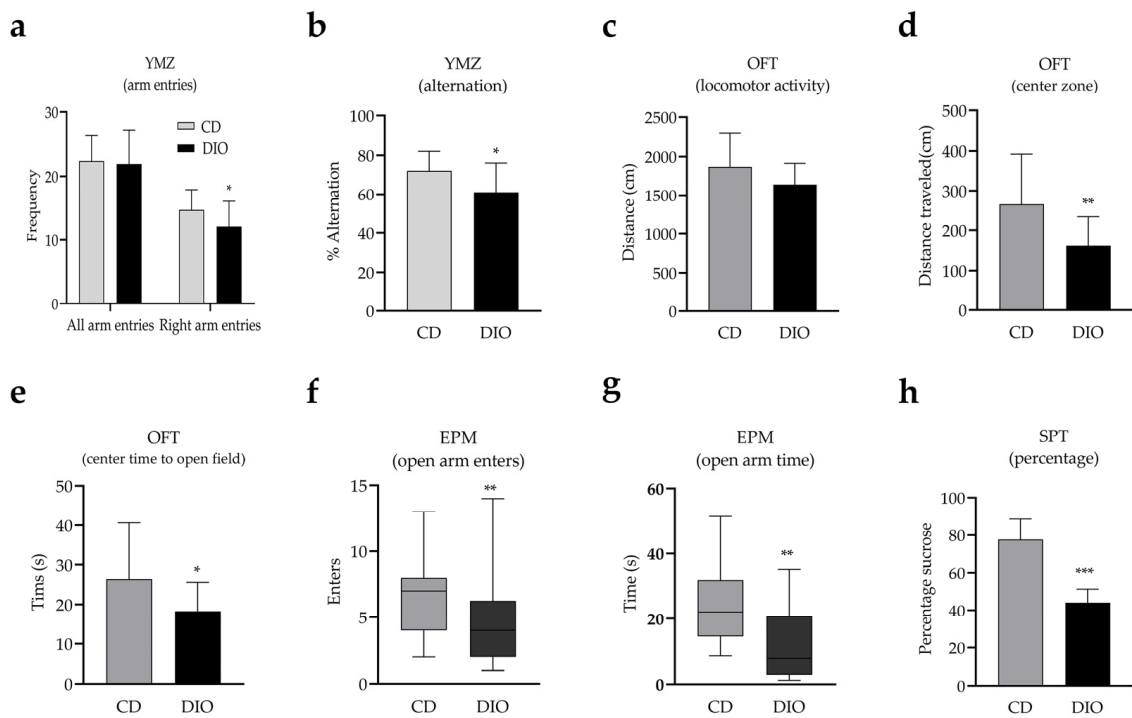 a
YMZ
(arm entries)
30
20
10
0
Frequency
CD
DIO
*
All arm entries Right arm entries
b
YMZ
(alternation)
100
80
60
40
20
0
% Alternation
*
CD DIO
c
OFT
(locomotor activity)
2500
2000
1500
1000
500
0
Distance (cm)
CD DIO
d
OFT
(center zone)
500
400
300
200
100
0
Distance traveled(cm)
**
CD DIO
e
OFT
(center time to open field)
50
40
30
20
10
0
Tims (s)
*
CD DIO
f
EPM
(open arm enters)
15
10
5
0
Enters
**
CD DIO
g
EPM
(open arm time)
60
40
20
0
Time (s)
**
CD DIO
h
SPT
(percentage)
100
80
60
40
20
0
Percentage sucrose
***
CD DIO